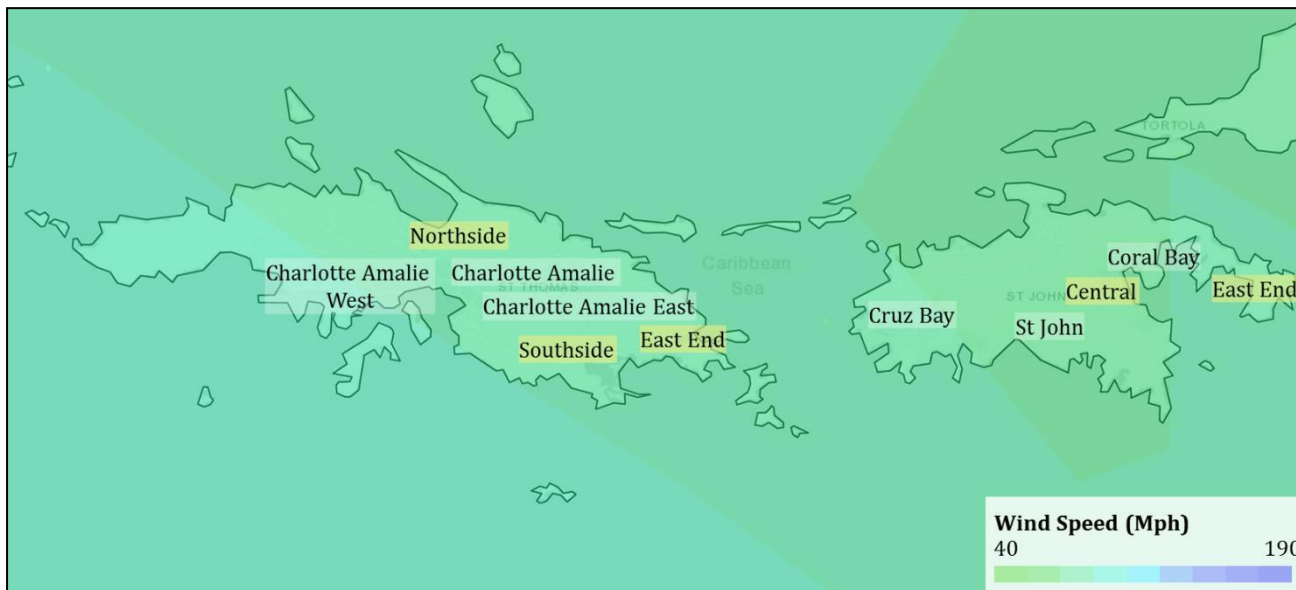 TORTOLA
Northside
Charlotte Amalie
West
Charlotte Amalie
ST THOMAS
Charlotte Amalie East
Southside
East End
Caribbean
Sea
Cruz Bay
Coral Bay
Central
East End
ST JOHN
St John
Wind Speed (Mph)
40 190